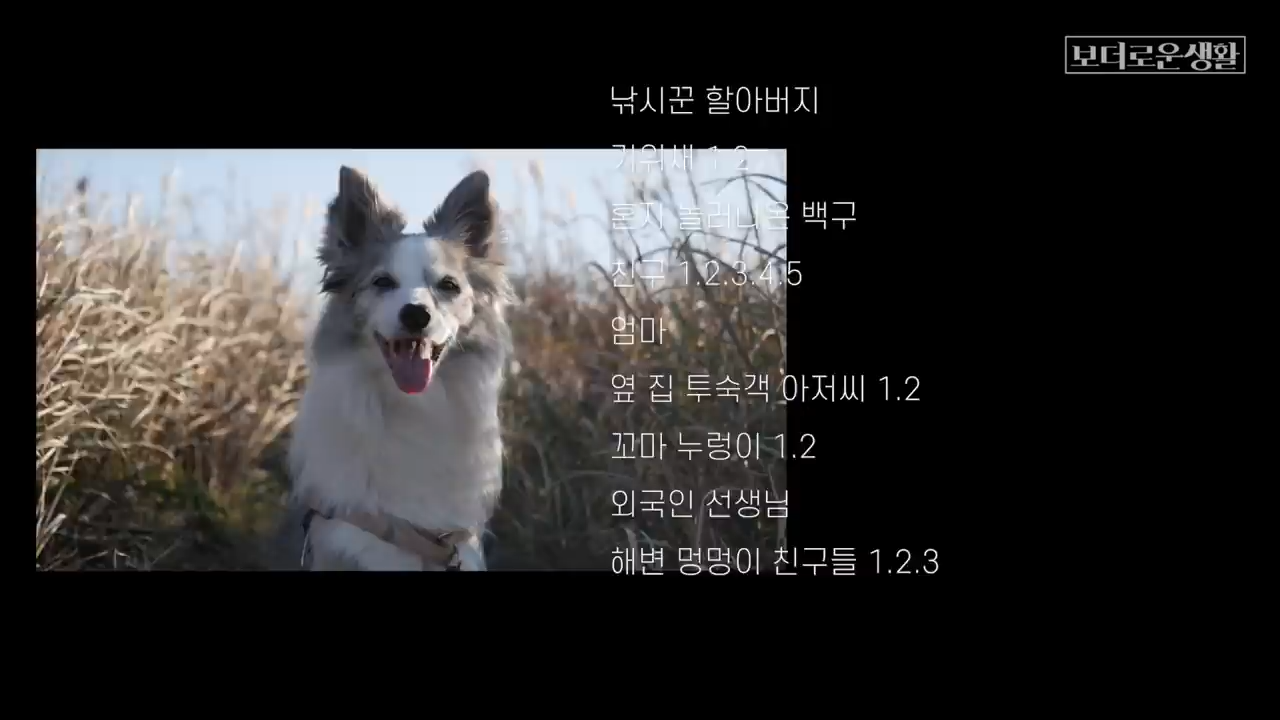 보더로운생활
낚시꾼 할아버지
거위새 1.2
혼자 놀러나온 백구
친구 1.2.3.4.5
엄마
옆 집 투숙객 아저씨 1.2
꼬마 누렁이 1.2
외국인 선생님
해변 멍멍이 친구들 1.2.3